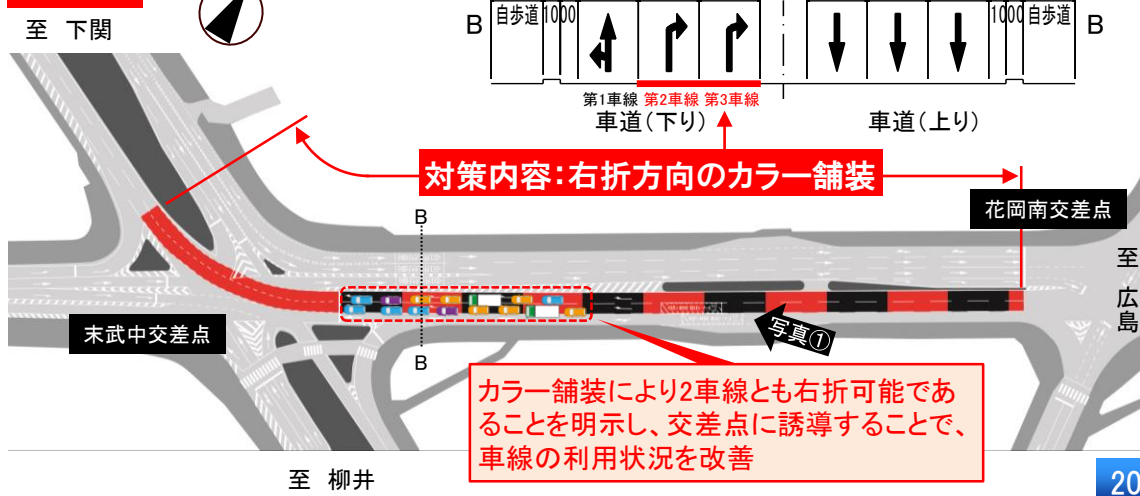 至 下関
B
自歩道
1000
1000
自歩道
B
第1車線 第2車線 第3車線
車道(下り)
車道(上り)
対策内容:右折方向のカラー舗装
花岡南交差点
B
至 広島
末武中交差点
写真①
B
カラー舗装により2車線とも右折可能であ
ることを明示し、交差点に誘導することで、
車線の利用状況を改善
至 柳井
20